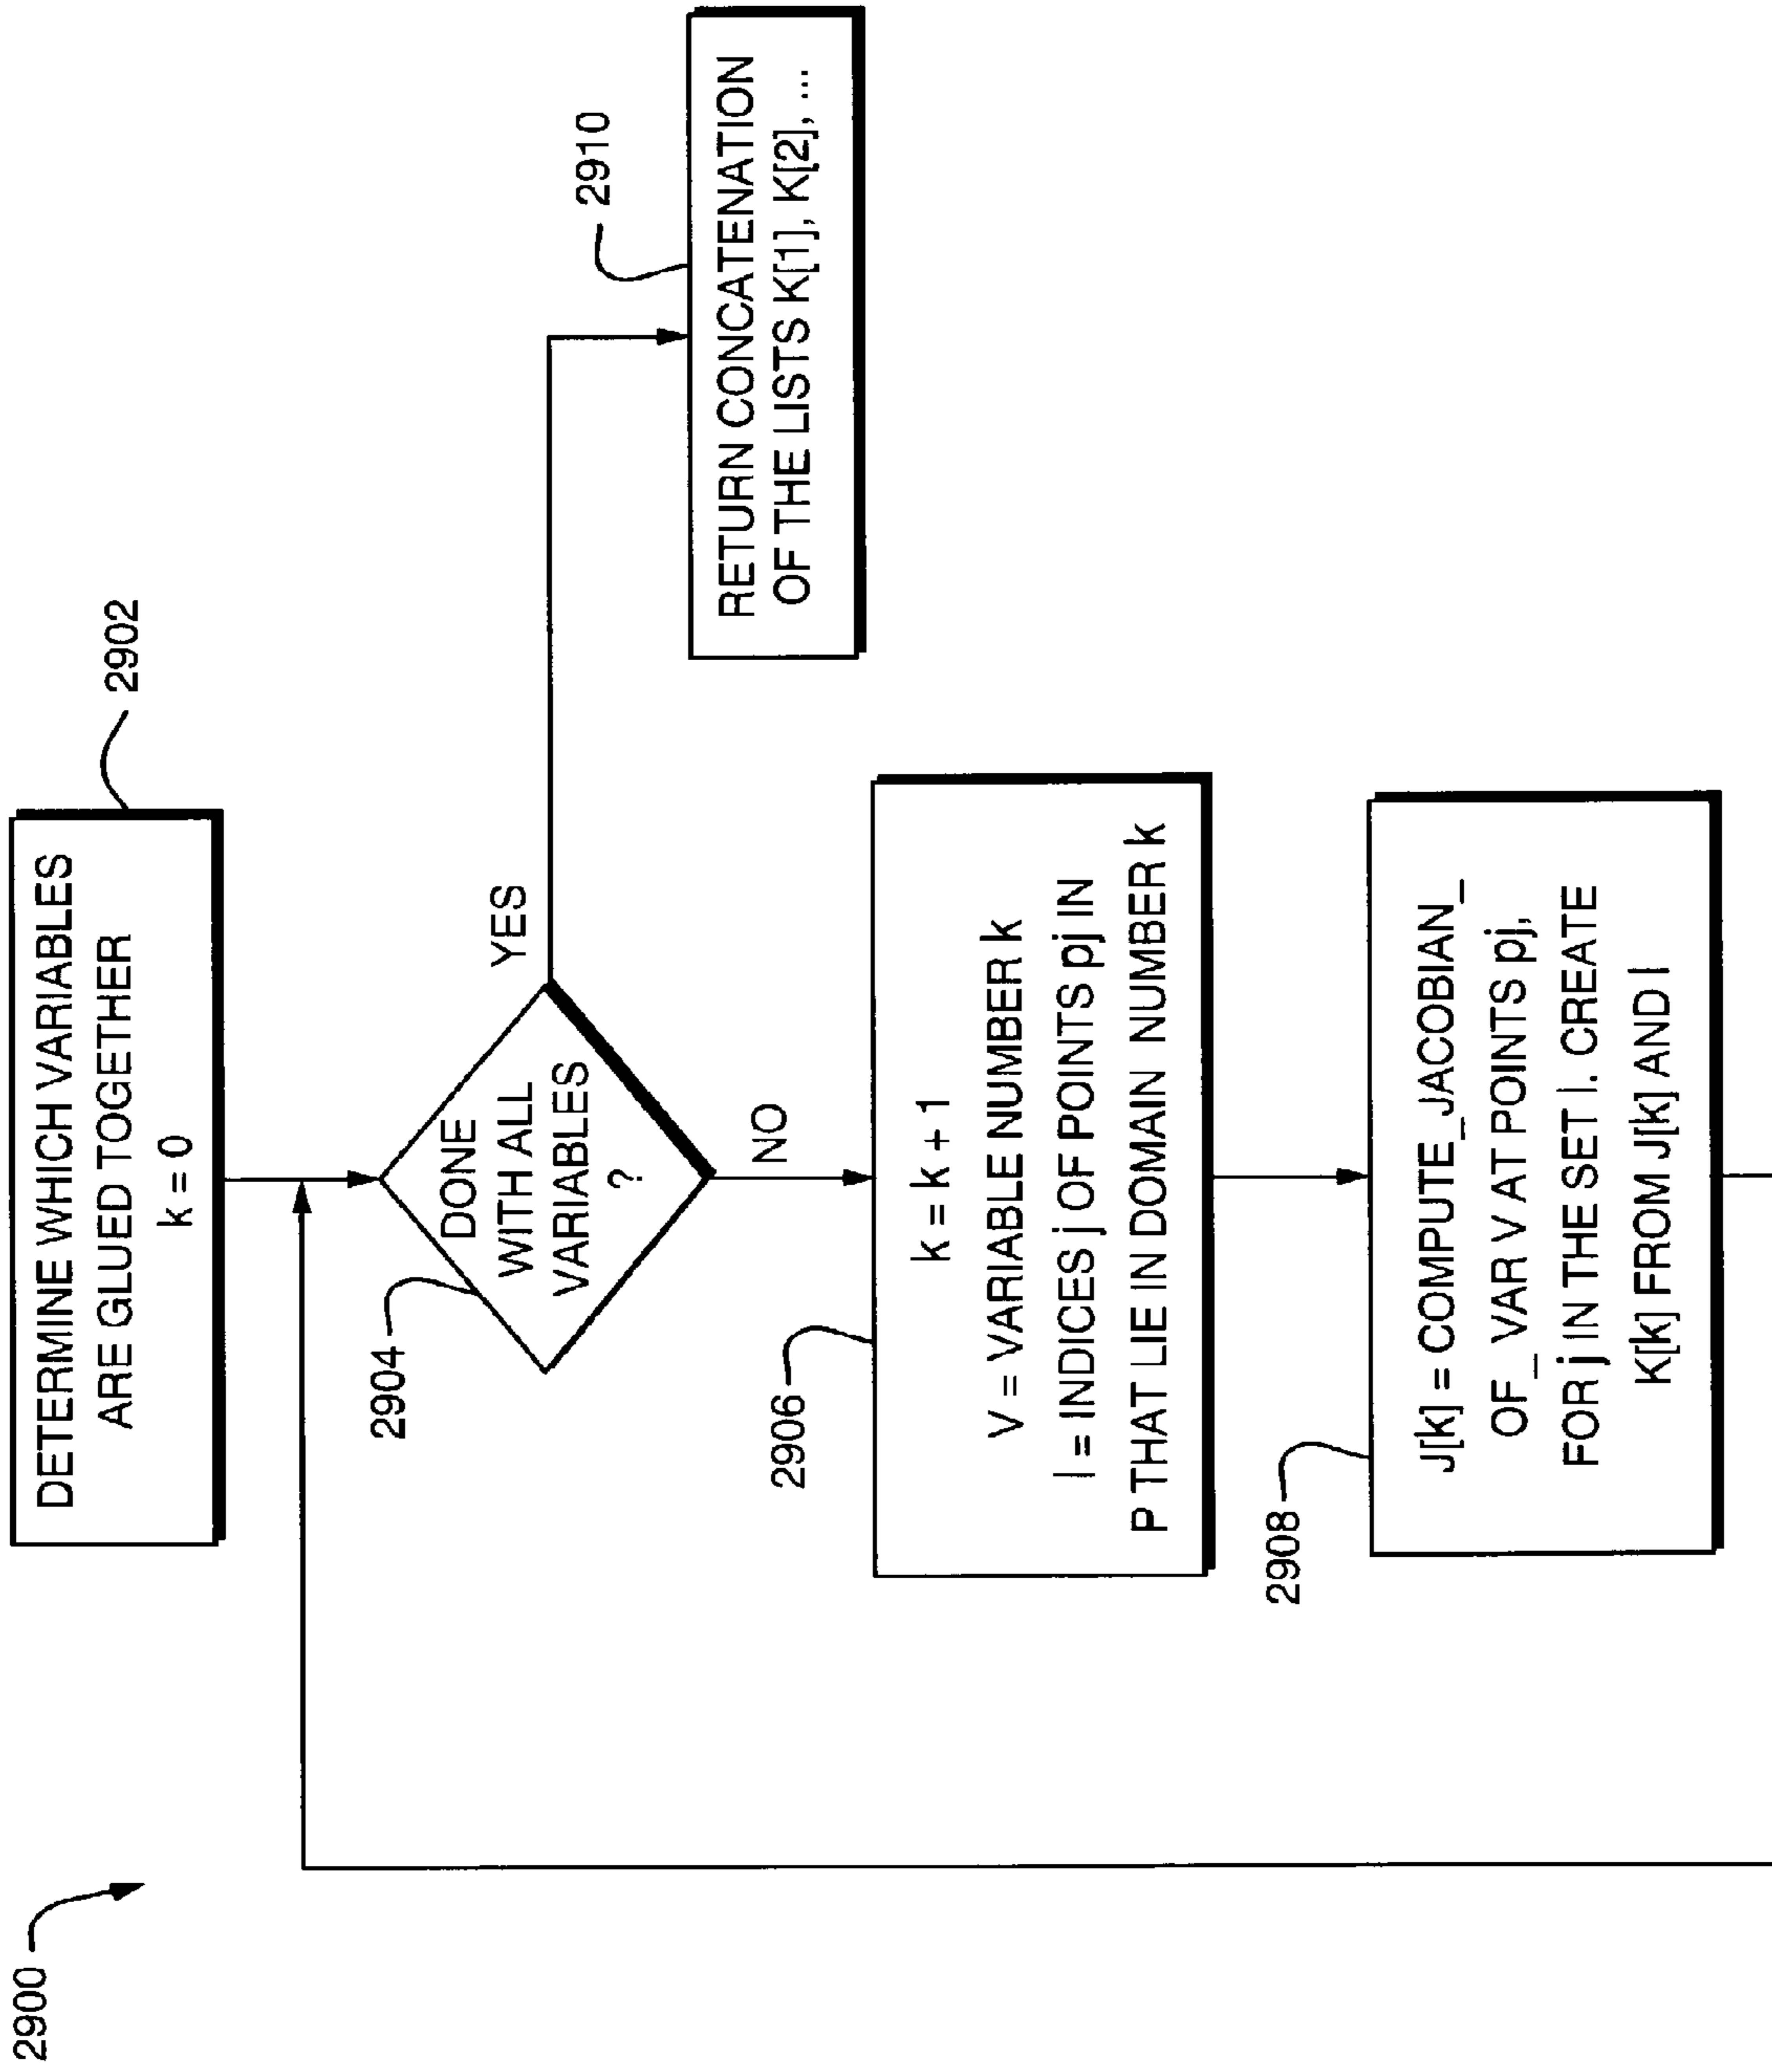 2900
DETERMINE WHICH VARIABLES
ARE GLUED TOGETHER
k = 0
2902
2904
DONE
WITH ALL
VARIABLES
?
YES
NO
2910
RETURN CONCATENATION
OF THE LISTS K[1], K[2], ...
2906
k = k + 1
V = VARIABLE NUMBER k
I = INDICES j OF POINTS pj IN
P THAT LIE IN DOMAIN NUMBER k
2908
J[k] = COMPUTE_JACOBIAN_
OF_VAR V AT POINTS pj,
FOR j IN THE SET I. CREATE
K[k] FROM J[k] AND I